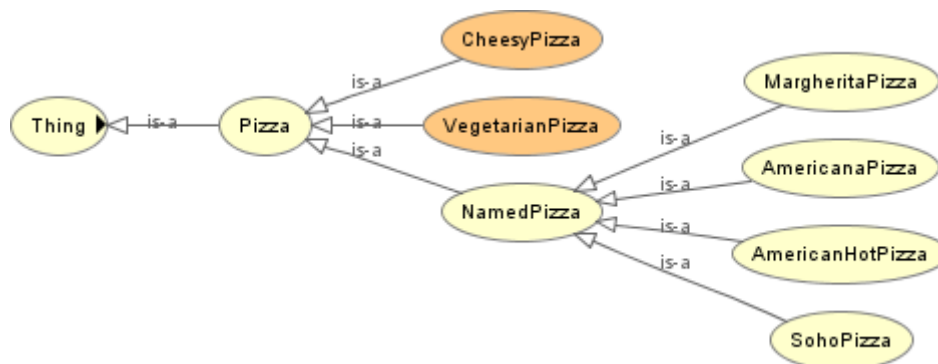 CheesyPizza
is-a
MargheritaPizza
Thing
is-a
Pizza
is-a
VegetarianPizza
is-a
is-a
AmericanaPizza
is-a
NamedPizza
is-a
AmericanHotPizza
is-a
SohoPizza